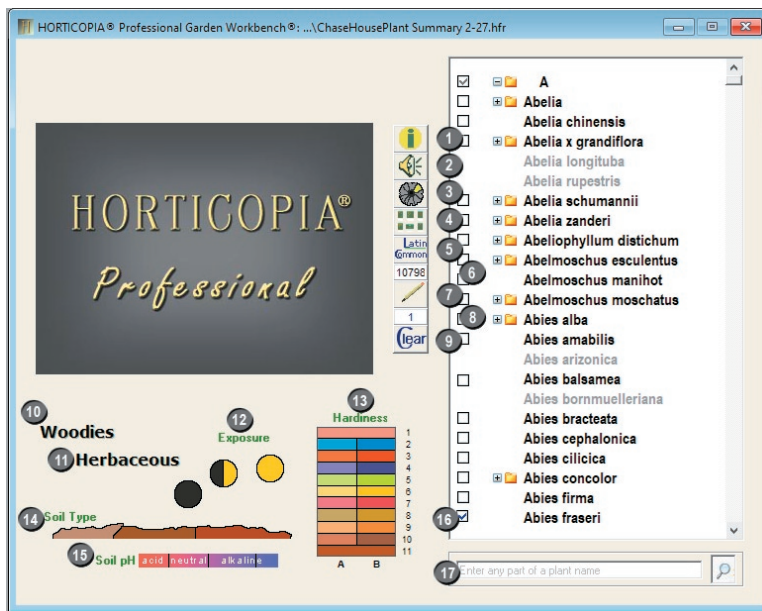 HORTICOPIA® Professional Garden Workbench®: ...\ChaseHousePlant Summary 2-27.hfr
HORTICOPIA®
Professional
1
2
3
4
5
6
7
8
9
i
Latin
Common
10798
1
Clear
A
Abelia
Abelia chinensis
Abelia x grandiflora
Abelia longituba
Abelia rupestris
Abelia schumannii
Abelia zanderi
Abeliophyllum distichum
Abelmoschus esculentus
Abelmoschus manihot
Abelmoschus moschatus
Abies alba
Abies amabilis
Abies arizonica
Abies balsamea
Abies bornmuelleriana
Abies bracteata
Abies cephalonica
Abies cilicica
Abies concolor
Abies firma
16 Abies fraseri
10
Woodies
11 Herbaceous
12
Exposure
13
Hardiness
1
2
3
4
5
6
7
8
9
10
11
A B
14 Soil Type
15 Soil pH acid neutral alkaline
17 Enter any part of a plant name